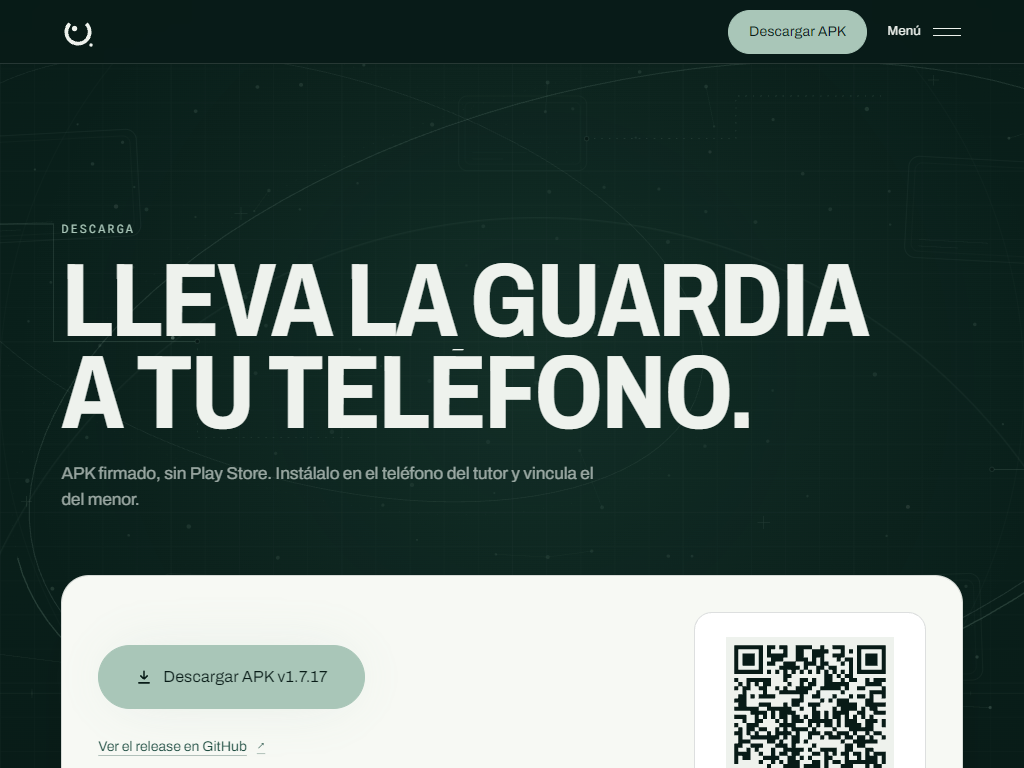 Descargar APK
Menú
DESCARGA
LLEVA LA GUARDIA
A TU TELÉFONO.
APK firmado, sin Play Store. Instálalo en el teléfono del tutor y vincula el
del menor.
Descargar APK v1.7.17
Ver el release en GitHub ↗